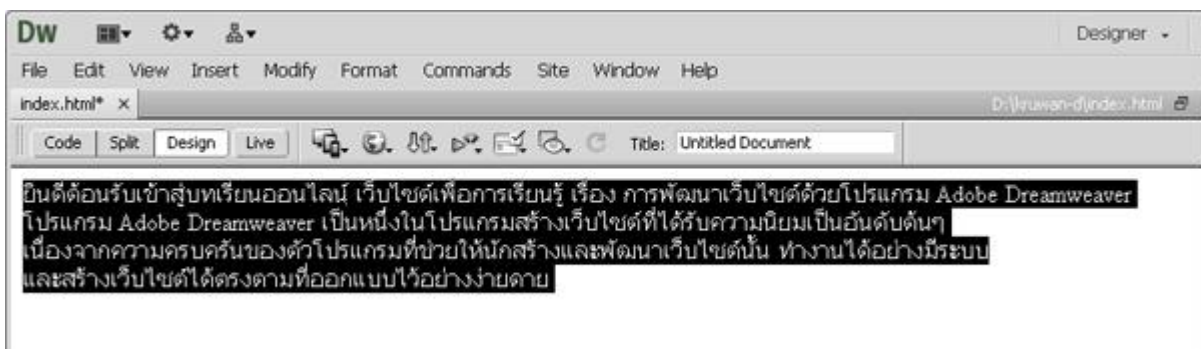 Dw Designer
File Edit View Insert Modify Format Commands Site Window Help
index.html* × D:\kruwan-d\index.html
Code Split Design Live Title: Untitled Document
ยินดีต้อนรับเข้าสู่บทเรียนออนไลน์ เว็บไซต์เพื่อการเรียนรู้ เรื่อง การพัฒนาเว็บไซต์ด้วยโปรแกรม Adobe Dreamweaver
โปรแกรม Adobe Dreamweaver เป็นหนึ่งในโปรแกรมสร้างเว็บไซต์ที่ได้รับความนิยมเป็นอันดับต้นๆ
เนื่องจากความครบครันของตัวโปรแกรมที่ช่วยให้นักสร้างและพัฒนาเว็บไซต์นั้น ทำงานได้อย่างมีระบบ
และสร้างเว็บไซต์ได้ตรงตามที่ออกแบบไว้อย่างง่ายดาย